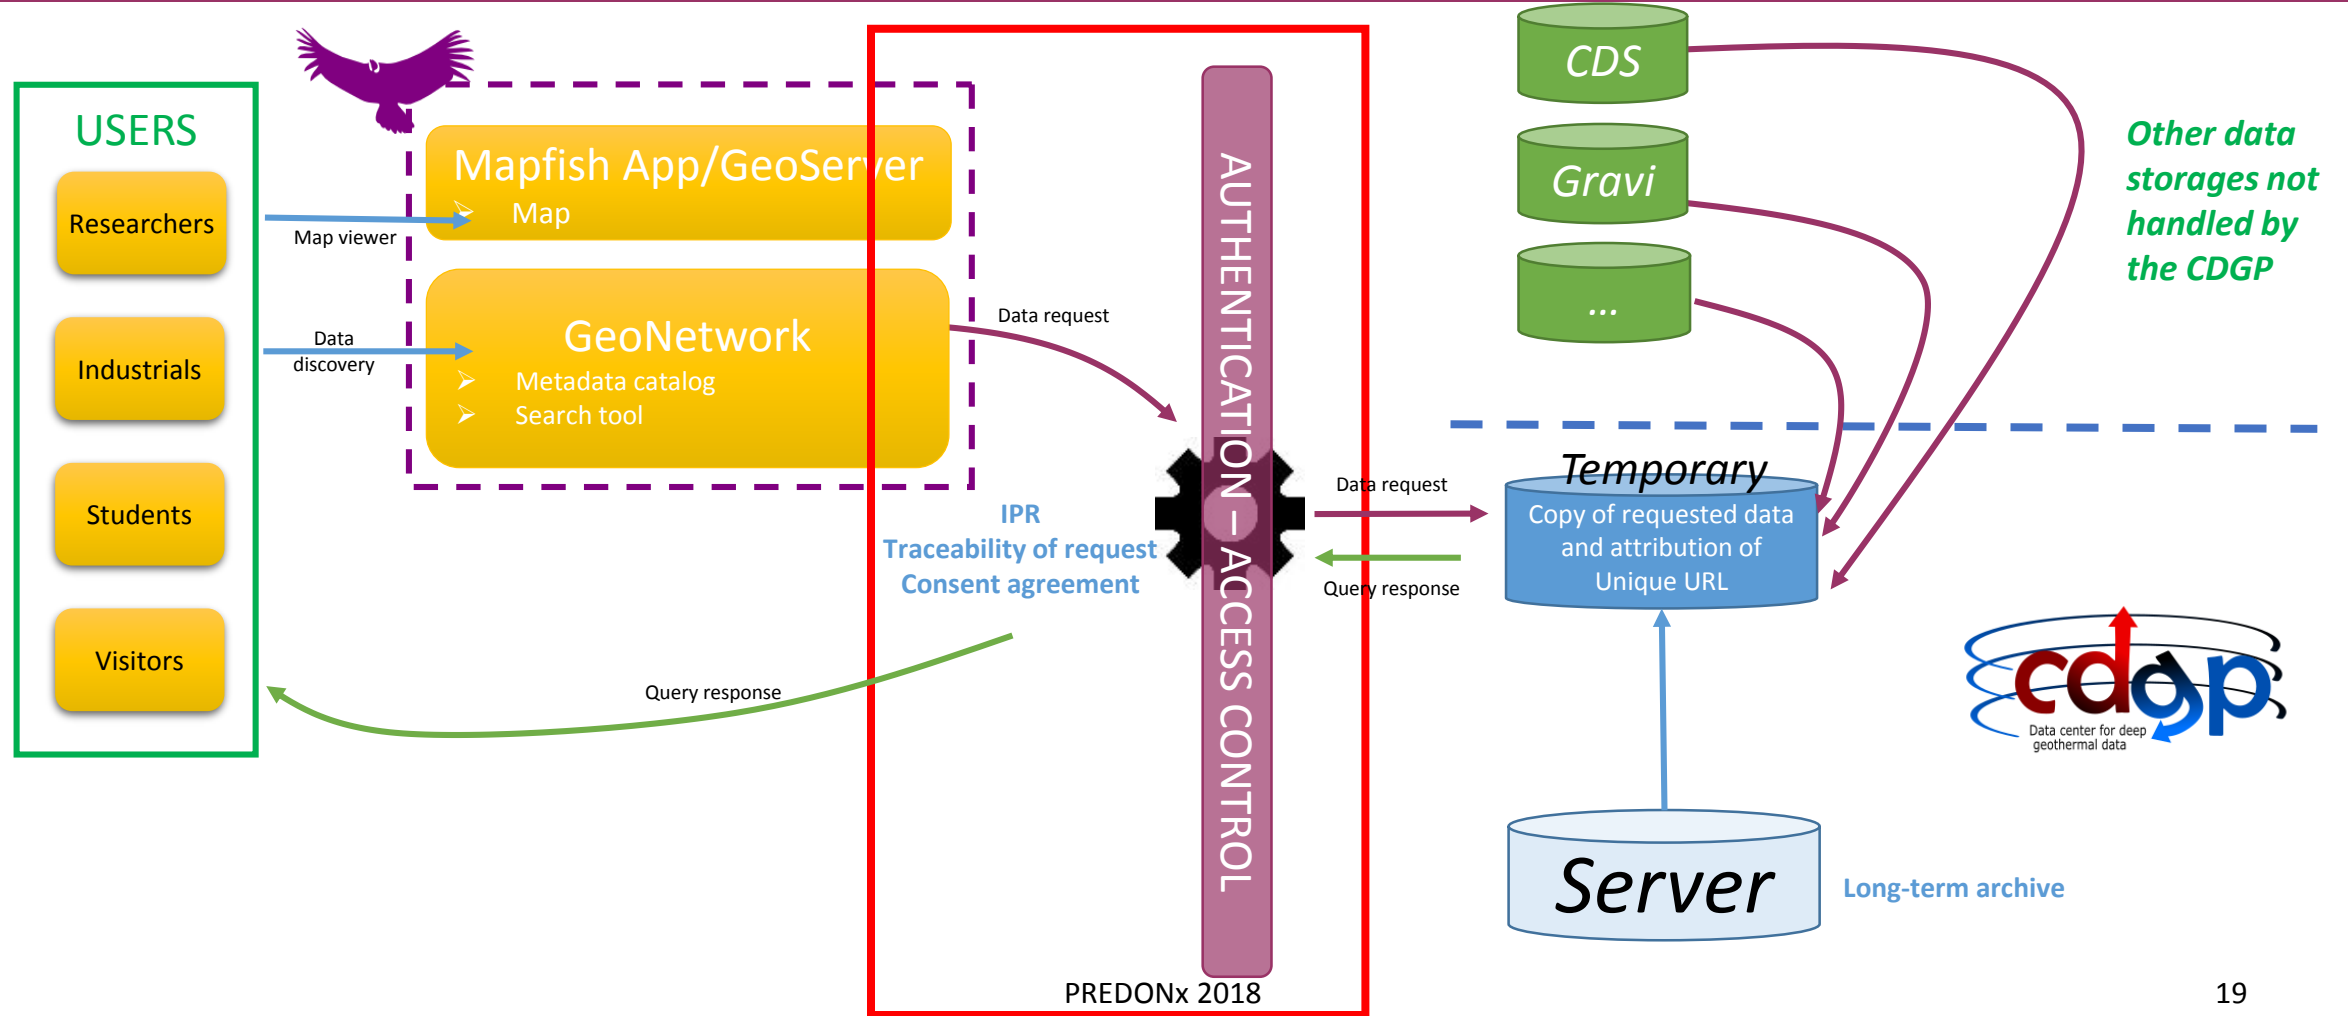 USERS
Researchers
Industrials
Students
Visitors
Map viewer
Data
discovery
Mapfish App/GeoServer
➢ Map
GeoNetwork
➢ Metadata catalog
➢ Search tool
Data request
IPR
Traceability of request
Consent agreement
Query response
AUTHENTICATION – ACCESS CONTROL
Data request
Query response
CDS
Gravi
...
Other data
storages not
handled by
the CDGP
Temporary
Copy of requested data
and attribution of
Unique URL
cdgp
Data center for deep
geothermal data
Server
Long-term archive
PREDONx 2018
19